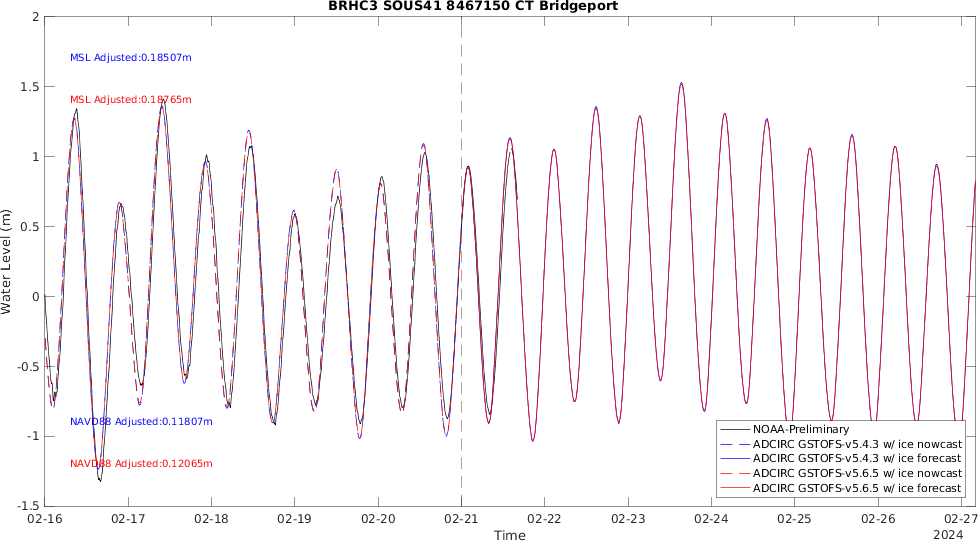 BRHC3 SOUS41 8467150 CT Bridgeport
2
1.5
1
0.5
0
-0.5
-1
-1.5
Water Level (m)
MSL Adjusted:0.18507m
MSL Adjusted:0.18765m
NAVD88 Adjusted:0.11807m
NAVD88 Adjusted:0.12065m
NOAA-Preliminary
ADCIRC GSTOFS-v5.4.3 w/ ice nowcast
ADCIRC GSTOFS-v5.4.3 w/ ice forecast
ADCIRC GSTOFS-v5.6.5 w/ ice nowcast
ADCIRC GSTOFS-v5.6.5 w/ ice forecast
02-16 02-17 02-18 02-19 02-20 02-21 02-22 02-23 02-24 02-25 02-26 02-27
Time
2024